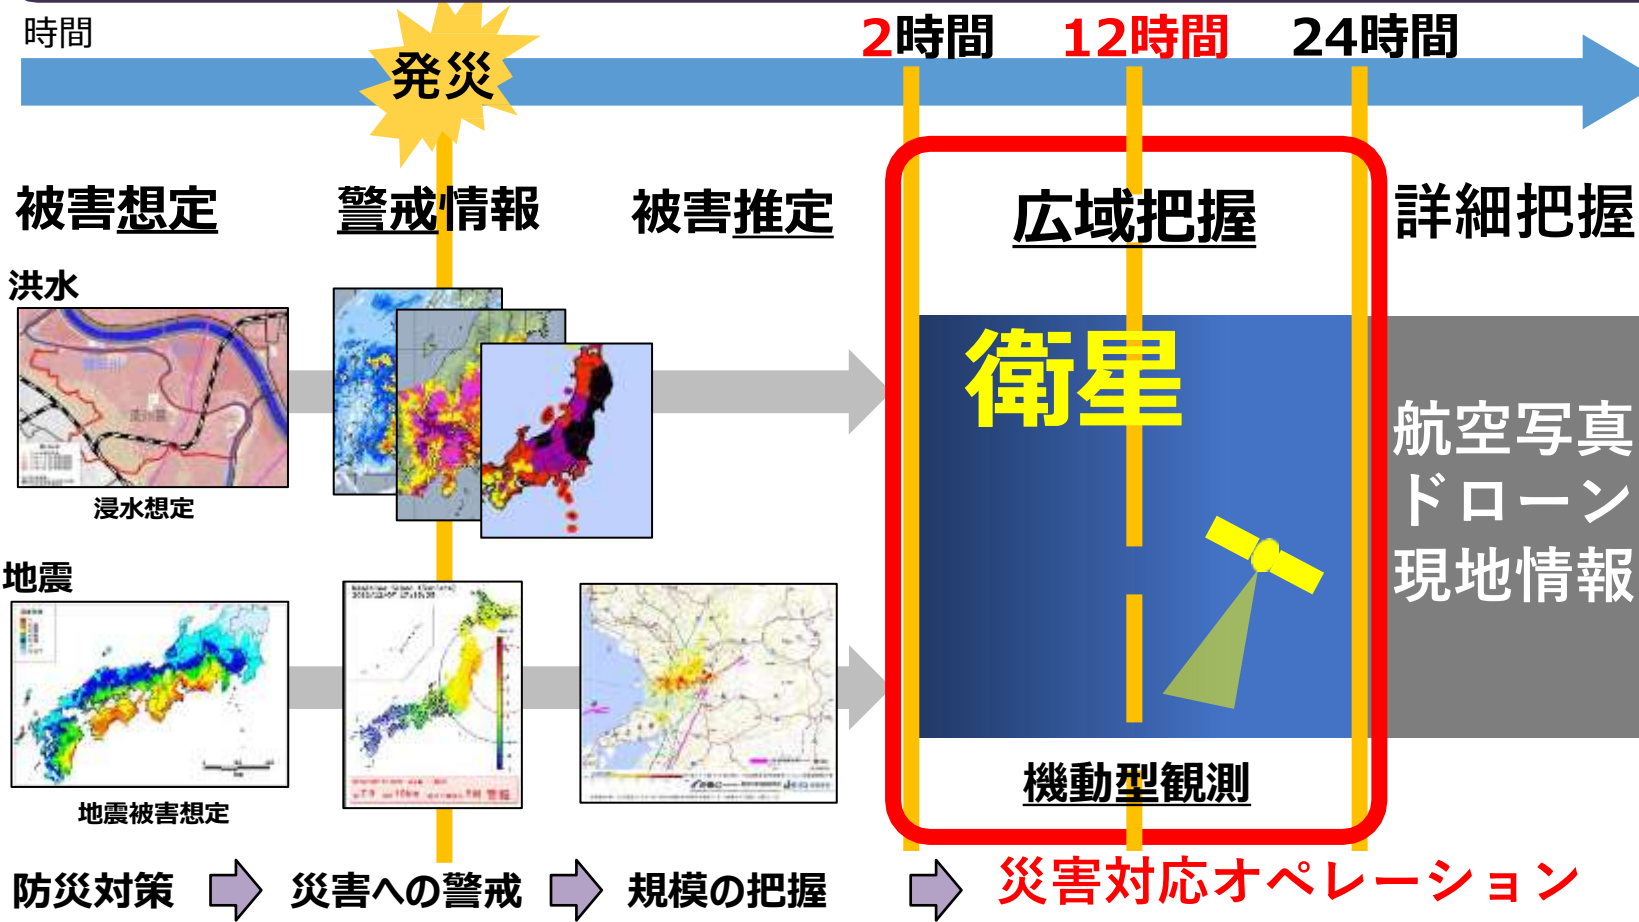 時間
発災
2時間
12時間
24時間
被害想定
警戒情報
被害推定
広域把握
詳細把握
洪水
浸水想定
衛星
航空写真
ドローン
現地情報
地震
地震被害想定
機動型観測
防災対策
災害への警戒
規模の把握
災害対応オペレーション